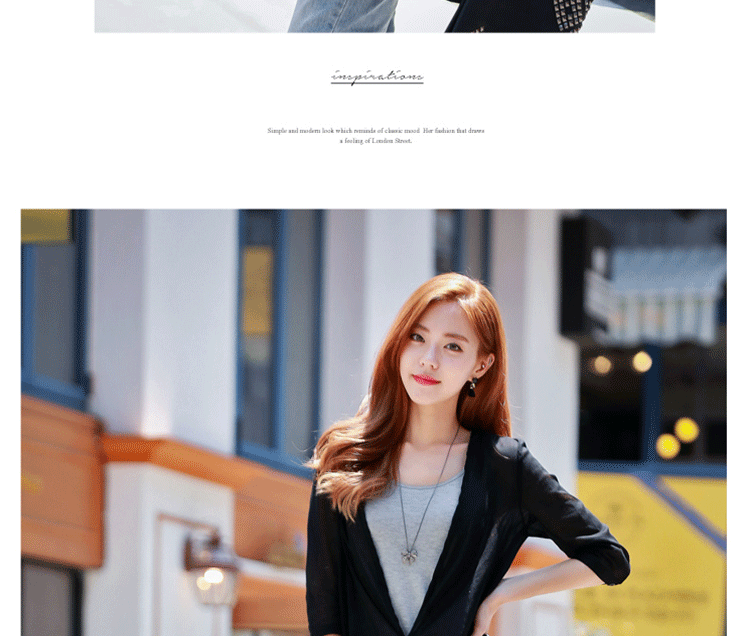 inspirations
Simple and modern look which reminds of classic mood Her fashion that draws
a feeling of London Street.